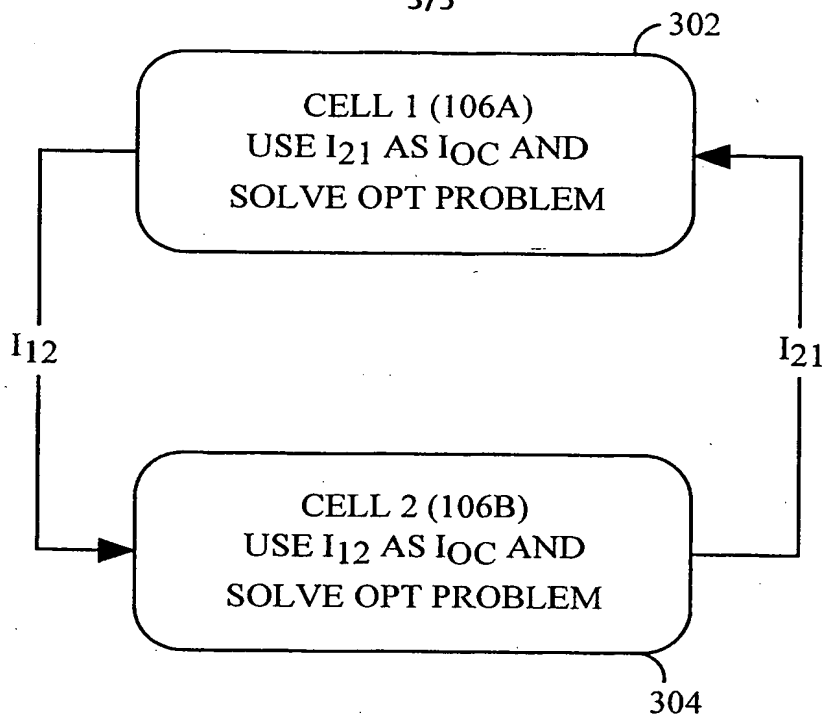 302
CELL 1 (106A)
USE I21 AS IOC AND
SOLVE OPT PROBLEM
I12
I21
CELL 2 (106B)
USE I12 AS IOC AND
SOLVE OPT PROBLEM
304